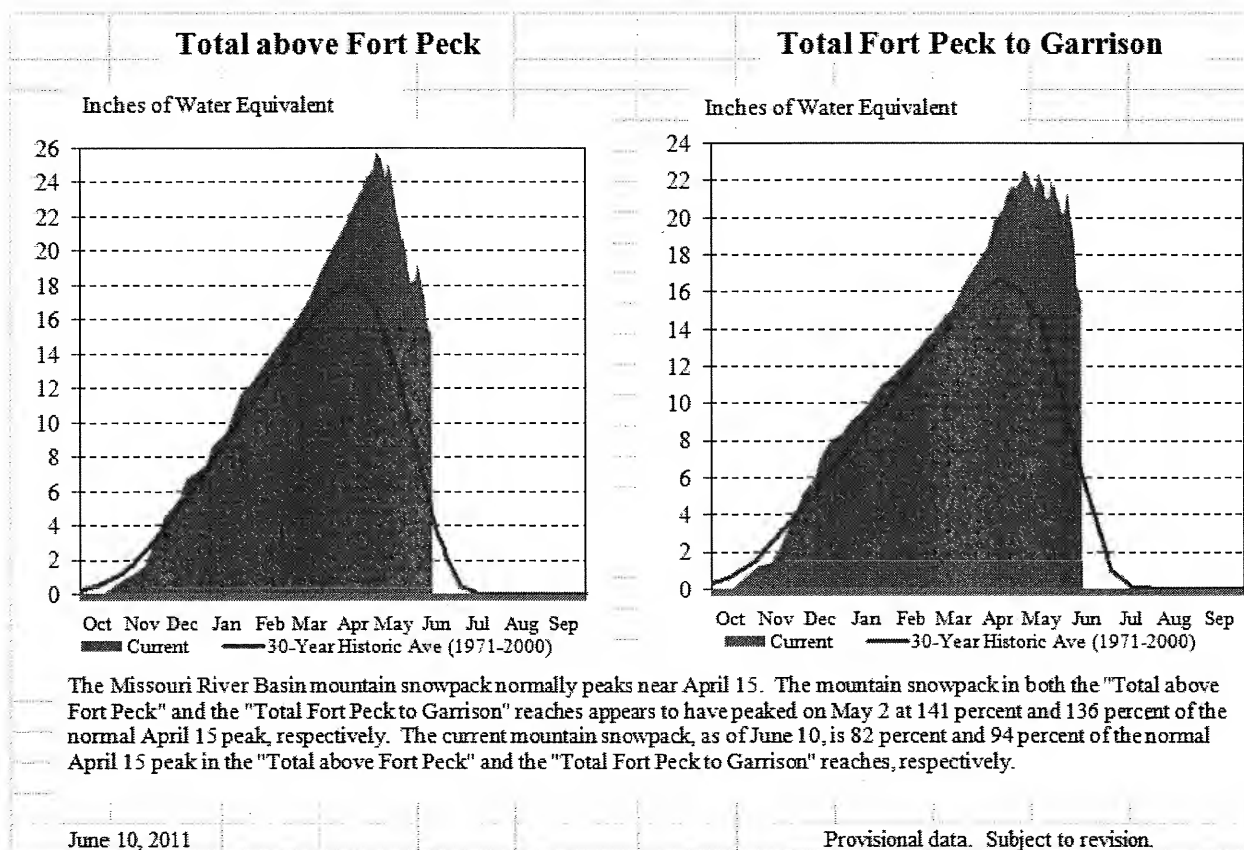 Total above Fort Peck
Inches of Water Equivalent
26
24
22
20
18
16
14
12
10
8
6
4
2
0
Oct Nov Dec Jan Feb Mar Apr May Jun Jul Aug Sep
Current 30-Year Historic Ave (1971-2000)
Total Fort Peck to Garrison
Inches of Water Equivalent
24
22
20
18
16
14
12
10
8
6
4
2
0
Oct Nov Dec Jan Feb Mar Apr May Jun Jul Aug Sep
Current 30-Year Historic Ave (1971-2000)
The Missouri River Basin mountain snowpack normally peaks near April 15. The mountain snowpack in both the "Total above
Fort Peck" and the "Total Fort Peck to Garrison" reaches appears to have peaked on May 2 at 141 percent and 136 percent of the
normal April 15 peak, respectively. The current mountain snowpack, as of June 10, is 82 percent and 94 percent of the normal
April 15 peak in the "Total above Fort Peck" and the "Total Fort Peck to Garrison" reaches, respectively.
June 10, 2011
Provisional data. Subject to revision.